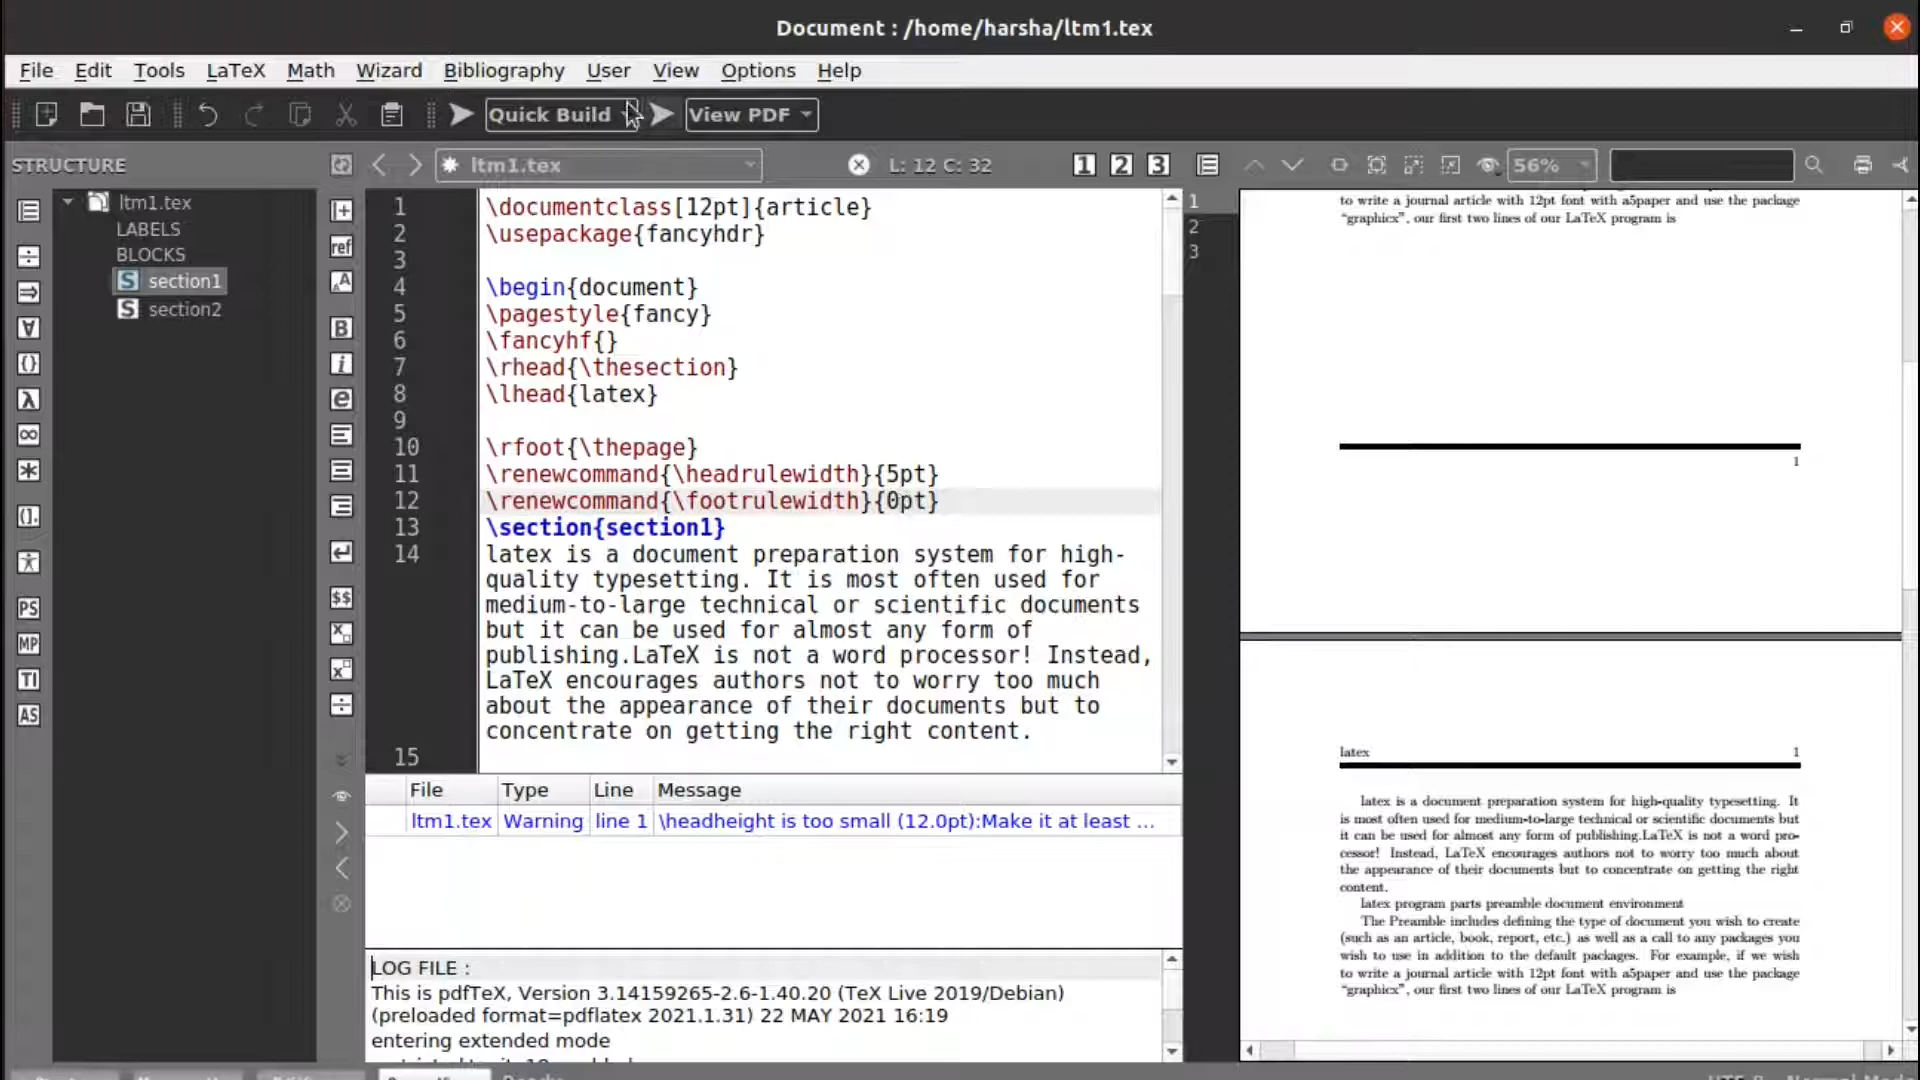 Document : /home/harsha/ltm1.tex
File Edit Tools LaTeX Math Wizard Bibliography User View Options Help
Quick Build View PDF
STRUCTURE
ltm1.tex
L: 12 C: 32
1 2 3
56%
ltm1.tex
LABELS
BLOCKS
S section1
S section2
ref
A
B
i
e
$$
PS
MP
TI
AS
1 \documentclass[12pt]{article}
2 \usepackage{fancyhdr}
3
4 \begin{document}
5 \pagestyle{fancy}
6 \fancyhf{}
7 \rhead{\thesection}
8 \lhead{latex}
9
10 \rfoot{\thepage}
11 \renewcommand{\headrulewidth}{5pt}
12 \renewcommand{\footrulewidth}{0pt}
13 \section{section1}
14 latex is a document preparation system for high-
quality typesetting. It is most often used for
medium-to-large technical or scientific documents
but it can be used for almost any form of
publishing.LaTeX is not a word processor! Instead,
LaTeX encourages authors not to worry too much
about the appearance of their documents but to
concentrate on getting the right content.
15
File Type Line Message
ltm1.tex Warning line 1 \headheight is too small (12.0pt):Make it at least ...
LOG FILE :
This is pdfTeX, Version 3.14159265-2.6-1.40.20 (TeX Live 2019/Debian)
(preloaded format=pdflatex 2021.1.31) 22 MAY 2021 16:19
entering extended mode
1
2
3
to write a journal article with 12pt font with a5paper and use the package
“graphicx”, our first two lines of our LaTeX program is
1
latex 1
latex is a document preparation system for high-quality typesetting. It
is most often used for medium-to-large technical or scientific documents but
it can be used for almost any form of publishing.LaTeX is not a word pro-
cessor! Instead, LaTeX encourages authors not to worry too much about
the appearance of their documents but to concentrate on getting the right
content.
latex program parts preamble document environment
The Preamble includes defining the type of document you wish to create
(such as an article, book, report, etc.) as well as a call to any packages you
wish to use in addition to the default packages. For example, if we wish
to write a journal article with 12pt font with a5paper and use the package
“graphicx”, our first two lines of our LaTeX program is